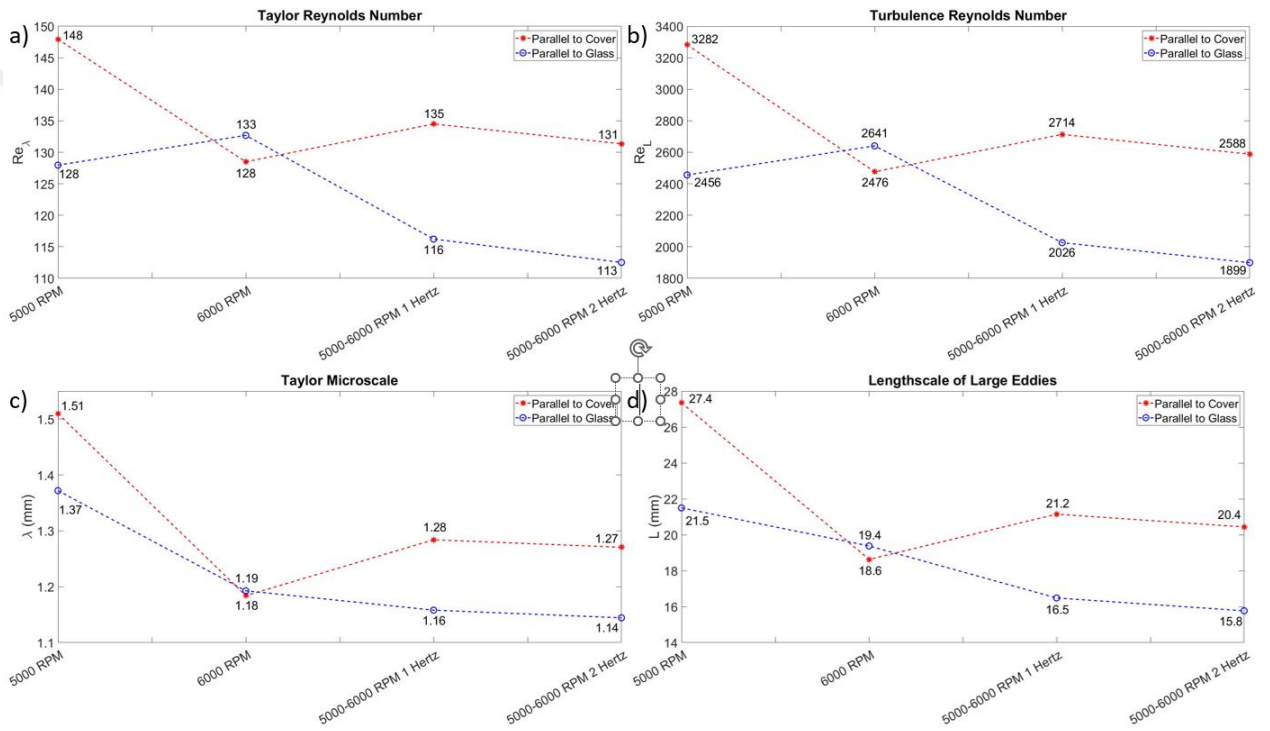 a)
Taylor Reynolds Number
150
145
140
135
130
125
120
115
110
Reλ
148
128
135
131
128
133
116
113
Parallel to Cover
Parallel to Glass
5000 RPM
6000 RPM
5000-6000 RPM 1 Hertz
5000-6000 RPM 2 Hertz
b)
Turbulence Reynolds Number
3400
3200
3000
2800
2600
2400
2200
2000
1800
ReL
3282
2476
2714
2588
2456
2641
2026
1899
Parallel to Cover
Parallel to Glass
5000 RPM
6000 RPM
5000-6000 RPM 1 Hertz
5000-6000 RPM 2 Hertz
c)
Taylor Microscale
1.5
1.4
1.3
1.2
1.1
λ (mm)
1.51
1.18
1.28
1.27
1.37
1.19
1.16
1.14
Parallel to Cover
Parallel to Glass
5000 RPM
6000 RPM
5000-6000 RPM 1 Hertz
5000-6000 RPM 2 Hertz
d)
Lengthscale of Large Eddies
28
26
24
22
20
18
16
14
L (mm)
27.4
18.6
21.2
20.4
21.5
19.4
16.5
15.8
Parallel to Cover
Parallel to Glass
5000 RPM
6000 RPM
5000-6000 RPM 1 Hertz
5000-6000 RPM 2 Hertz